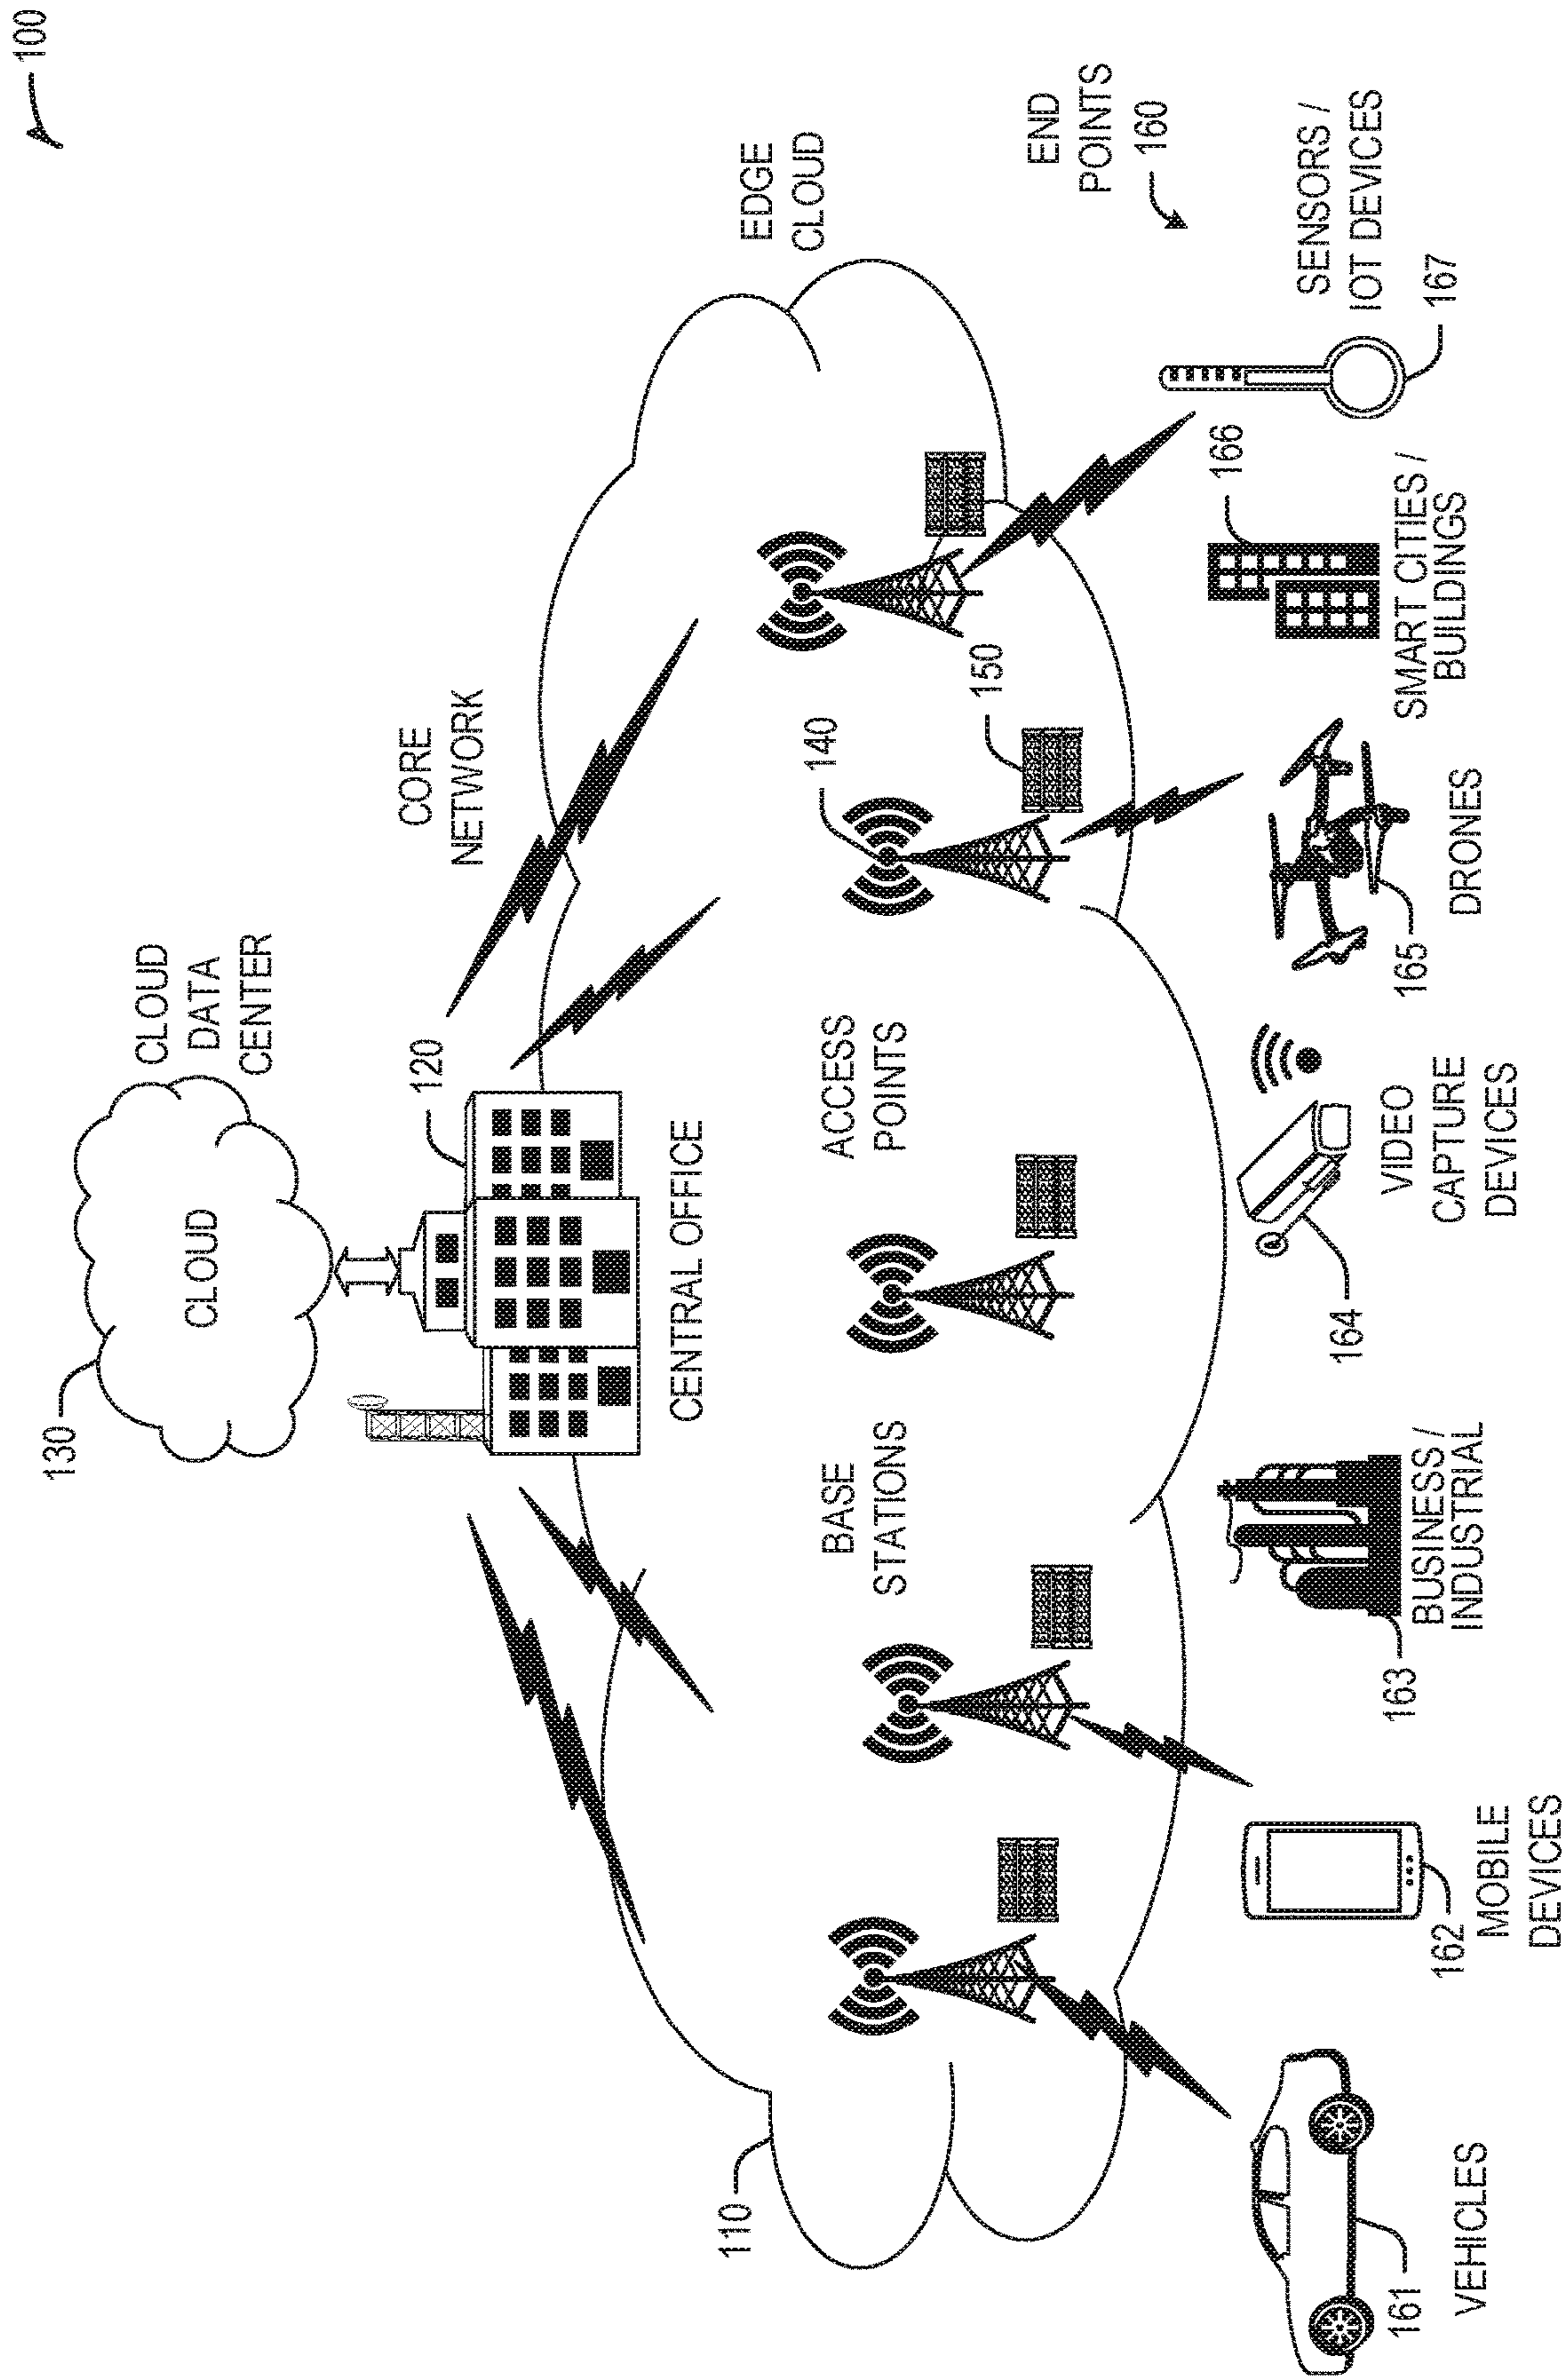 100
CLOUD
DATA
CENTER
130
CLOUD
120
CORE
NETWORK
CENTRAL OFFICE
EDGE
CLOUD
110
BASE
STATIONS
ACCESS
POINTS
140
150
END
POINTS
160
161
VEHICLES
162
MOBILE
DEVICES
163
BUSINESS /
INDUSTRIAL
164
VIDEO
CAPTURE
DEVICES
165
DRONES
166
SMART CITIES /
BUILDINGS
SENSORS /
IOT DEVICES
167